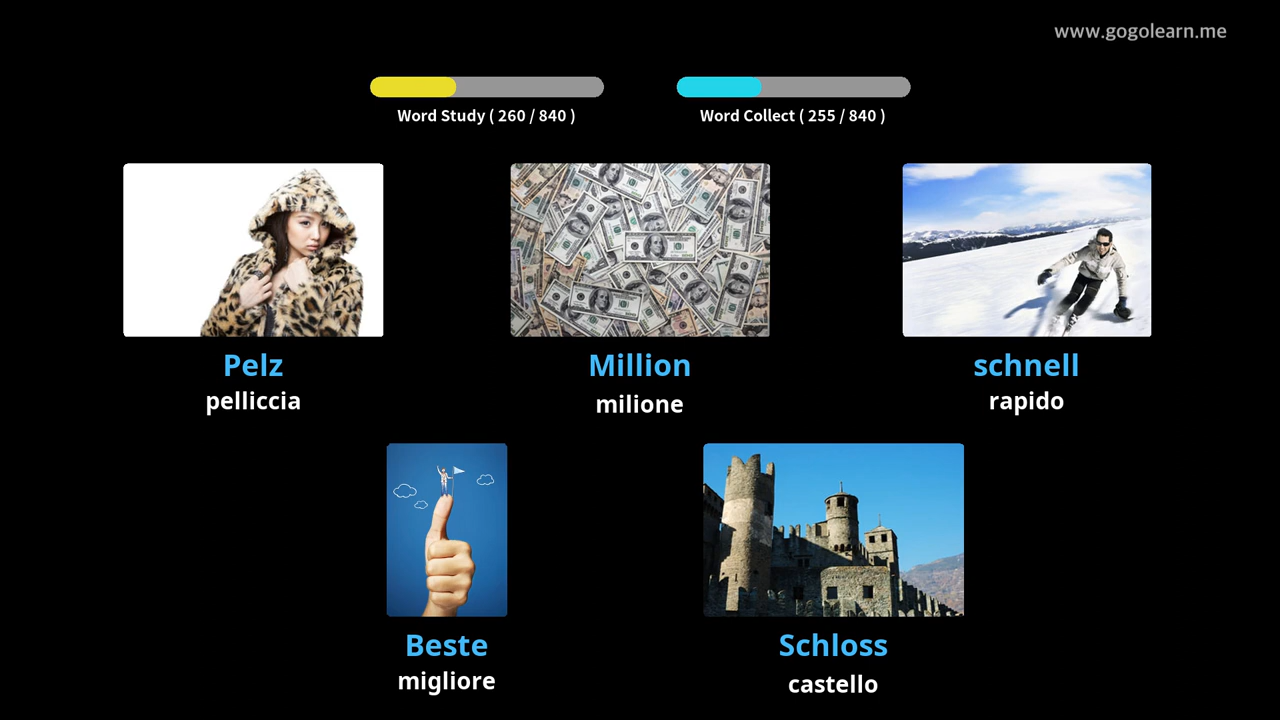 www.gogolearn.me
Word Study ( 260 / 840 )
Word Collect ( 255 / 840 )
Pelz
pelliccia
Million
milione
schnell
rapido
Beste
migliore
Schloss
castello